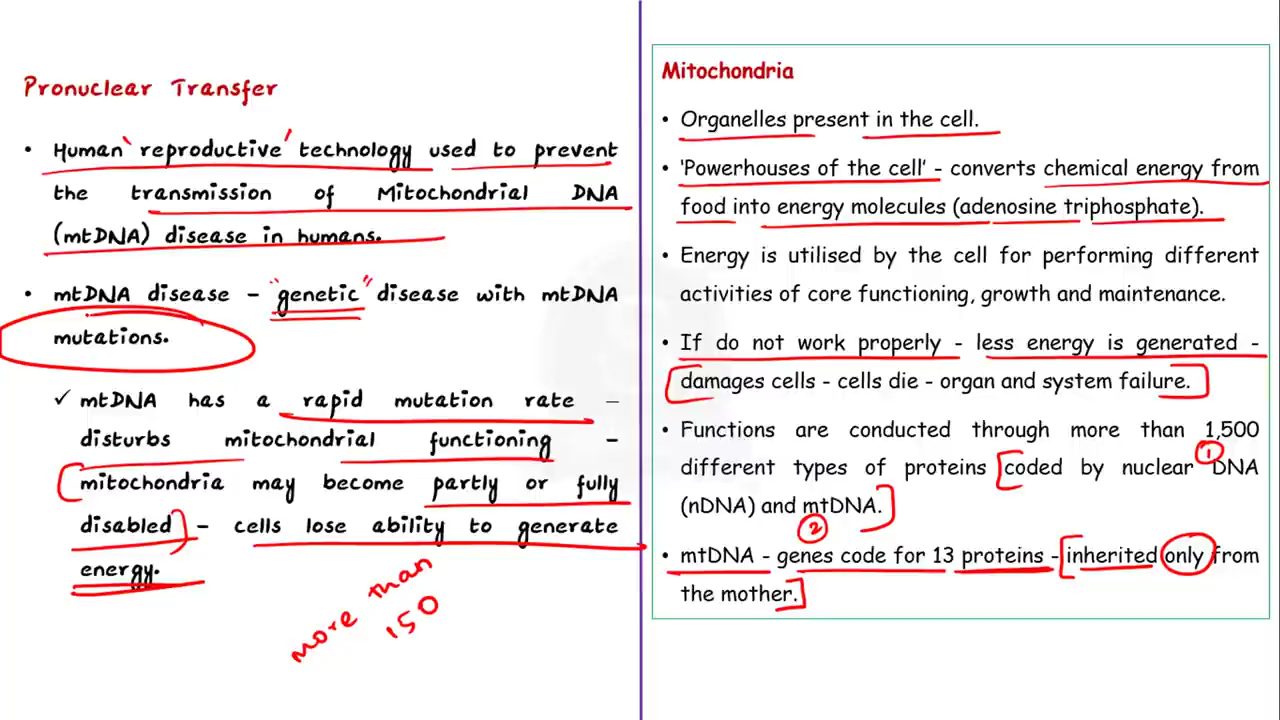 Pronuclear Transfer
• Human 'reproductive' technology used to prevent
the transmission of Mitochondrial DNA
(mtDNA) disease in humans.
• mtDNA disease – "genetic" disease with mtDNA
mutations.
✓ mtDNA has a rapid mutation rate –
disturbs mitochondrial functioning –
mitochondria may become partly or fully
disabled – cells lose ability to generate
energy.
more than
150
Mitochondria
• Organelles present in the cell.
• 'Powerhouses of the cell' - converts chemical energy from
food into energy molecules (adenosine triphosphate).
• Energy is utilised by the cell for performing different
activities of core functioning, growth and maintenance.
• If do not work properly - less energy is generated -
damages cells - cells die - organ and system failure.
• Functions are conducted through more than 1,500
different types of proteins [coded by nuclear DNA
(nDNA) and mtDNA.]
1
2
• mtDNA - genes code for 13 proteins - [inherited only from
the mother.]